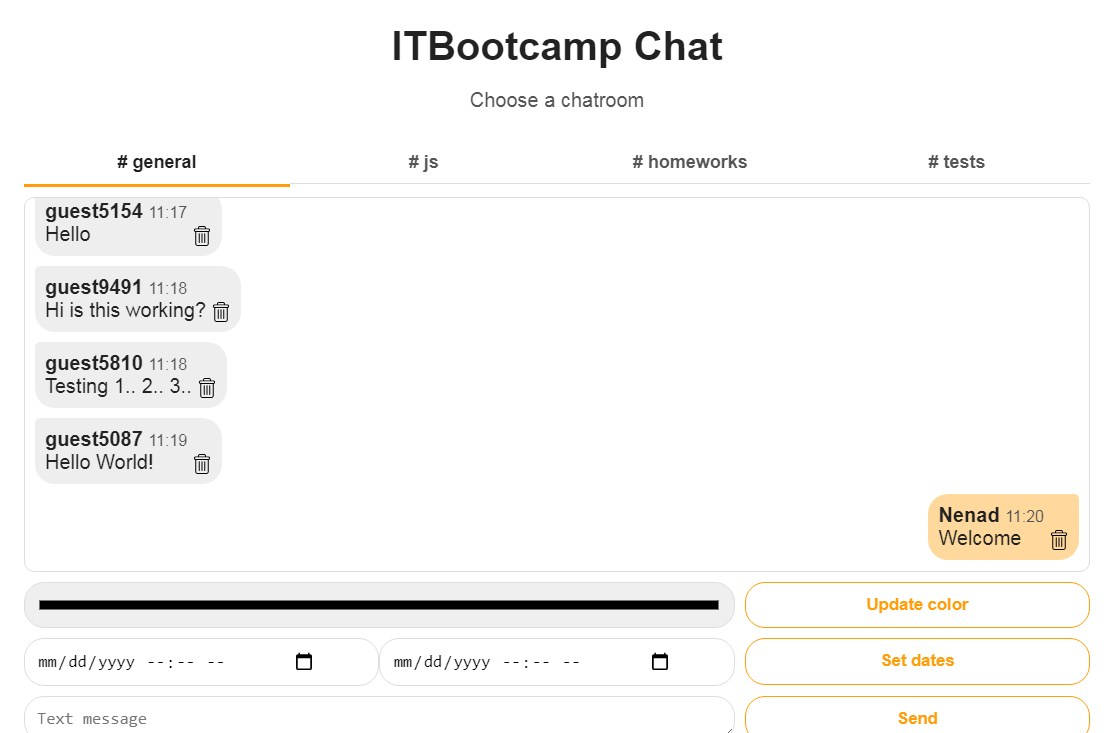 ITBootcamp Chat
Choose a chatroom
# general # js # homeworks # tests
guest5154 11:17
Hello
guest9491 11:18
Hi is this working?
guest5810 11:18
Testing 1.. 2.. 3..
guest5087 11:19
Hello World!
Nenad 11:20
Welcome
Update color
mm/dd/yyyy --:-- -- mm/dd/yyyy --:-- -- Set dates
Text message Send